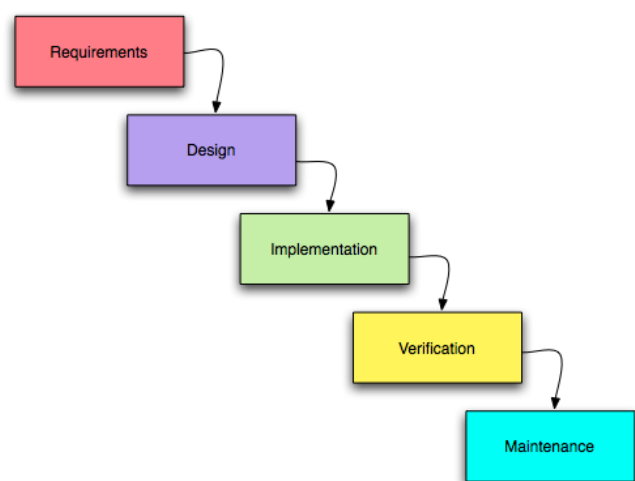 Requirements
Design
Implementation
Verification
Maintenance